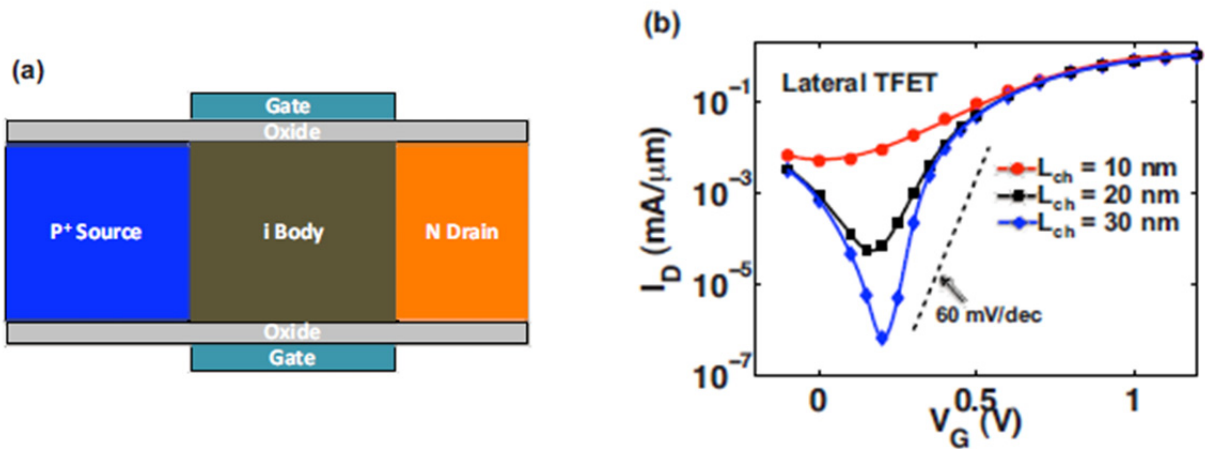 (a)
Gate
Oxide
P+ Source
i Body
N Drain
Oxide
Gate
(b)
Lateral TFET
Lch = 10 nm
Lch = 20 nm
Lch = 30 nm
60 mV/dec
10−1
10−3
10−5
10−7
ID (mA/μm)
0
0.5
1
VG (V)